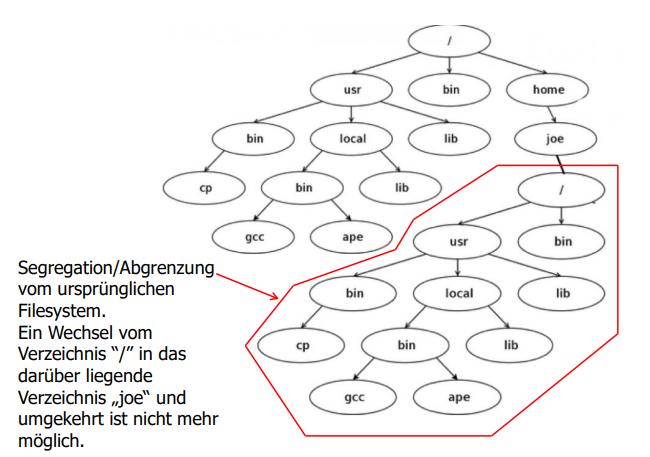 /
usr
bin
home
bin
local
lib
joe
cp
bin
lib
/
gcc
ape
usr
bin
Segregation/Abgrenzung
vom ursprünglichen
Filesystem.
Ein Wechsel vom
Verzeichnis “/” in das
darüber liegende
Verzeichnis „joe“ und
umgekehrt ist nicht mehr
möglich.
bin
local
lib
cp
bin
lib
gcc
ape